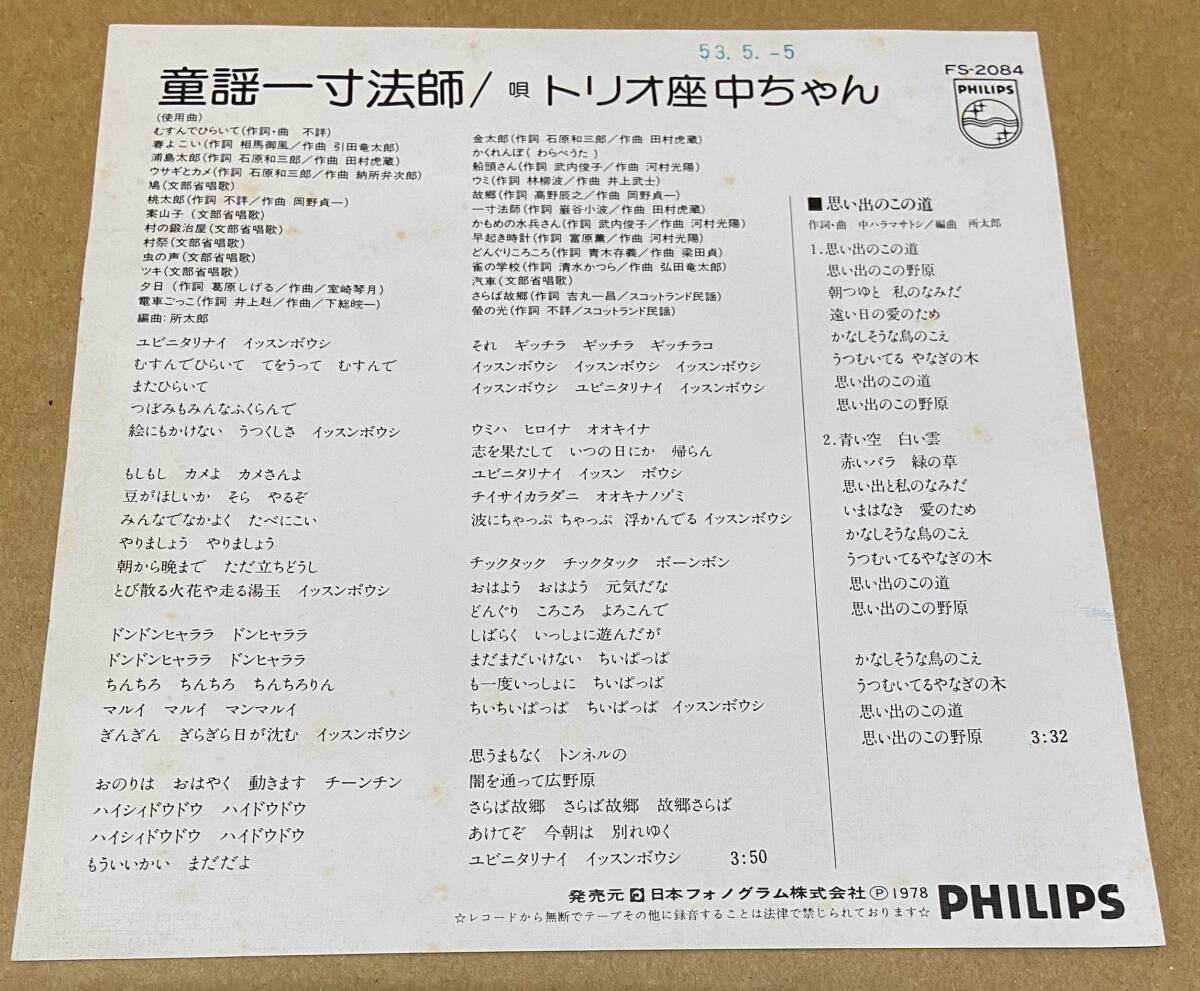 53. 5. -5
童謡一寸法師/唄 トリオ座中ちゃん
FS-2084
PHILIPS
(使用曲)
むすんでひらいて(作詞・曲 不詳)
春よこい(作詞 相馬御風/作曲 引田竜太郎)
浦島太郎(作詞 石原和三郎/作曲 田村虎蔵)
ウサギとカメ(作詞 石原和三郎/作曲 納所弁次郎)
鳩(文部省唱歌)
桃太郎(作詞 不詳/作曲 岡野貞一)
案山子(文部省唱歌)
村の鍛治屋(文部省唱歌)
村祭(文部省唱歌)
虫の声(文部省唱歌)
ツキ(文部省唱歌)
夕日(作詞 葛原しげる/作曲/室崎琴月)
電車ごっこ(作詞 井上赳/作曲/下総皖一)
編曲:所太郎
金太郎(作詞 石原和三郎/作曲 田村虎蔵)
かくれんぼ(わらべうた)
船頭さん(作詞 武内俊子/作曲 河村光陽)
ウミ(作詞 林柳波/作曲 井上武士)
故郷(作詞 高野辰之/作曲 岡野貞一)
一寸法師(作詞 巌谷小波/作曲 田村虎蔵)
かもめの水兵さん(作詞 武内俊子/作曲 河村光陽)
早起き時計(作詞 富原薫/作曲 河村光陽)
どんぐりころころ(作詞 青木存義/作曲 梁田貞)
雀の学校(作詞 清水かつら/作曲 弘田竜太郎)
汽車(文部省唱歌)
さらば故郷(作詞 吉丸一昌/スコットランド民謡)
螢の光(作詞 不詳/スコットランド民謡)
ユビニタリナイ イッスンボウシ
むすんでひらいて てをうって むすんで
またひらいて
つぼみもみんなふくらんで
絵にもかけない うつくしさ イッスンボウシ
もしもし カメよ カメさんよ
豆がほしいか そら やるぞ
みんなでなかよく たべにこい
やりましょう やりましょう
朝から晩まで ただ立ちどうし
とび散る火花や走る湯玉 イッスンボウシ
ドンドンヒャララ ドンヒャララ
ドンドンヒャララ ドンヒャララ
ちんちろ ちんちろ ちんちろりん
マルイ マルイ マンマルイ
ぎんぎん ぎらぎら日が沈む イッスンボウシ
おのりは おはやく 動きます チーンチン
ハイシィドウドウ ハイドウドウ
ハイシィドウドウ ハイドウドウ
もういいかい まだだよ
それ ギッチラ ギッチラ ギッチラコ
イッスンボウシ イッスンボウシ イッスンボウシ
イッスンボウシ ユビニタリナイ イッスンボウシ
ウミハ ヒロイナ オオキイナ
志を果たして いつの日にか 帰らん
ユビニタリナイ イッスン ボウシ
チイサイカラダニ オオキナノゾミ
波にちゃっぷ ちゃっぷ 浮かんでる イッスンボウシ
チックタック チックタック ボーンボン
おはよう おはよう 元気だな
どんぐり ころころ よろこんで
しばらく いっしょに遊んだが
まだまだいけない ちいぱっぱ
も一度いっしょに ちいぱっぱ
ちいちいぱっぱ ちいぱっぱ イッスンボウシ
思うまもなく トンネルの
闇を通って広野原
さらば故郷 さらば故郷 故郷さらば
あけてぞ 今朝は 別れゆく
ユビニタリナイ イッスンボウシ 3:50
■思い出のこの道
作詞・曲 中ハラマサトシ/編曲 所太郎
1.思い出のこの道
思い出のこの野原
朝つゆと 私のなみだ
遠い日の愛のため
かなしそうな鳥のこえ
うつむいてる やなぎの木
思い出のこの道
思い出のこの野原
2.青い空 白い雲
赤いバラ 緑の草
思い出と私のなみだ
いまはなき 愛のため
かなしそうな鳥のこえ
うつむいてるやなぎの木
思い出のこの道
思い出のこの野原
かなしそうな鳥のこえ
うつむいてるやなぎの木
思い出のこの道
思い出のこの野原 3:32
発売元 日本フォノグラム株式会社Ⓟ1978 PHILIPS
☆レコードから無断でテープその他に録音することは法律で禁じられております☆